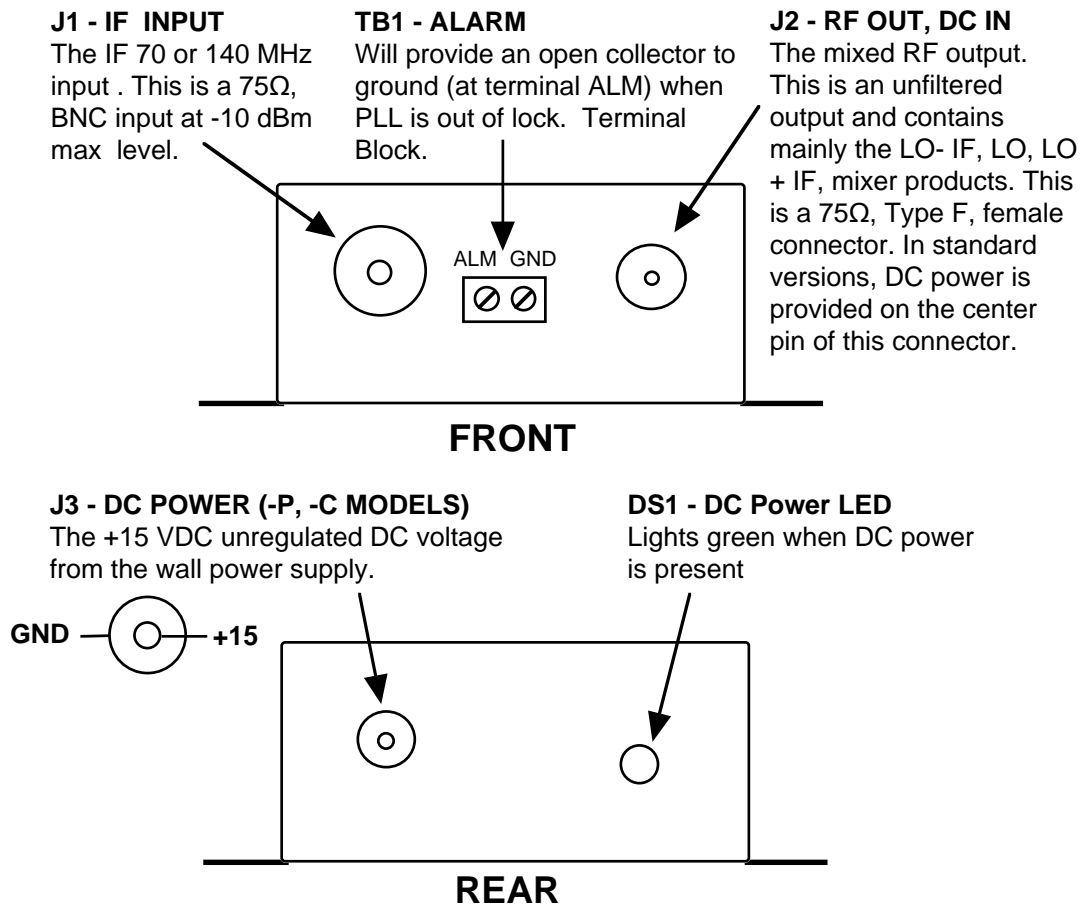 J1 - IF  INPUT
The IF 70 or 140 MHz
input . This is a 75Ω,
BNC input at -10 dBm
max  level.
TB1 - ALARM
Will provide an open collector to
ground (at terminal ALM) when
PLL is out of lock.  Terminal
Block.
J2 - RF OUT, DC IN
The mixed RF output.
This is an unfiltered
output and contains
mainly the LO- IF, LO, LO
+ IF, mixer products. This
is a 75Ω, Type F, female
connector. In standard
versions, DC power is
provided on the center
pin of this connector.
ALM  GND
FRONT
J3 - DC POWER (-P, -C MODELS)
The +15 VDC unregulated DC voltage
from the wall power supply.
DS1 - DC Power LED
Lights green when DC power
is present
GND
+15
REAR